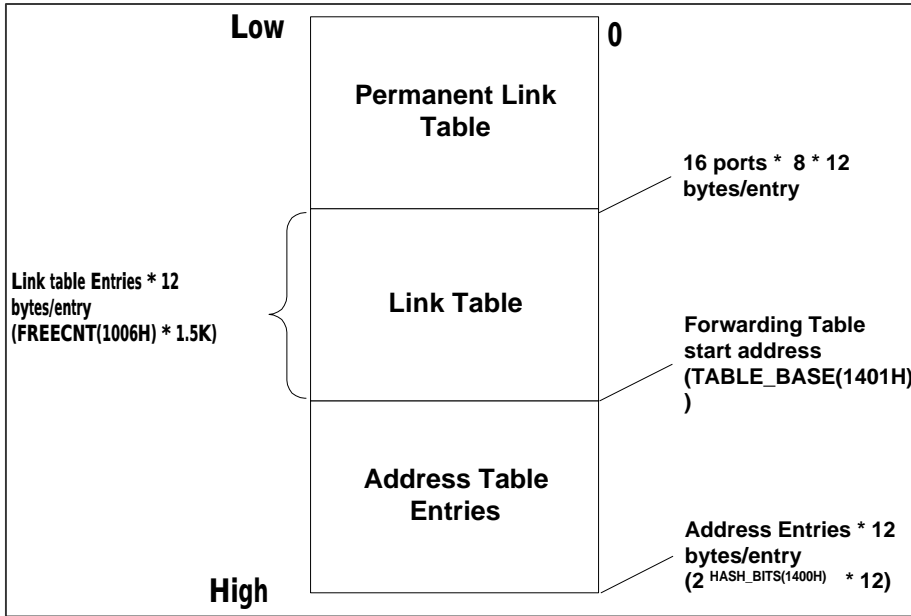 Low
0
Permanent Link
Table
16 ports * 8 * 12
bytes/entry
Link table Entries * 12
bytes/entry
(FREECNT(1006H) * 1.5K)
Link Table
Forwarding Table
start address
(TABLE_BASE(1401H)
)
Address Table
Entries
Address Entries * 12
bytes/entry
(2 HASH_BITS(1400H) * 12)
High